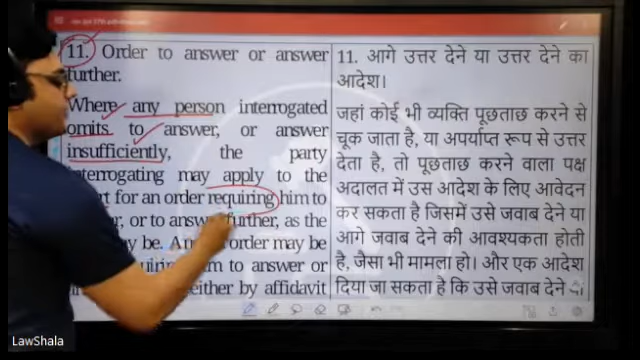 11. Order to answer or answer
further.
Where any person interrogated
omits to answer, or answer
insufficiently, the party
interrogating may apply to the
for an order requiring him to
or to answer further, as the
be. An order may be
him to answer or
either by affidavit
11. आगे उत्तर देने या उत्तर देने का
आदेश।
जहां कोई भी व्यक्ति पूछताछ करने से
चूक जाता है, या अपर्याप्त रूप से उत्तर
देता है, तो पूछताछ करने वाला पक्ष
अदालत में उस आदेश के लिए आवेदन
कर सकता है जिसमें उसे जवाब देने या
आगे जवाब देने की आवश्यकता होती
है, जैसा भी मामला हो। और एक आदेश
दिया जा सकता है कि उसे जवाब देने
LawShala